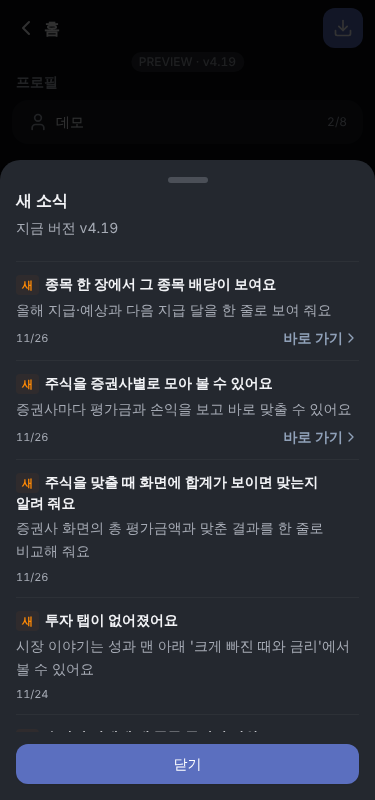 홈
PREVIEW · v4.19
프로필
데모
2/8
새 소식
지금 버전 v4.19
새 종목 한 장에서 그 종목 배당이 보여요
올해 지급·예상과 다음 지급 달을 한 줄로 보여 줘요
11/26
바로 가기
새 주식을 증권사별로 모아 볼 수 있어요
증권사마다 평가금과 손익을 보고 바로 맞출 수 있어요
11/26
바로 가기
새 주식을 맞출 때 화면에 합계가 보이면 맞는지
알려 줘요
증권사 화면의 총 평가금액과 맞춘 결과를 한 줄로
비교해 줘요
11/26
새 투자 탭이 없어졌어요
시장 이야기는 성과 맨 아래 '크게 빠진 때와 금리'에서
볼 수 있어요
11/24
닫기